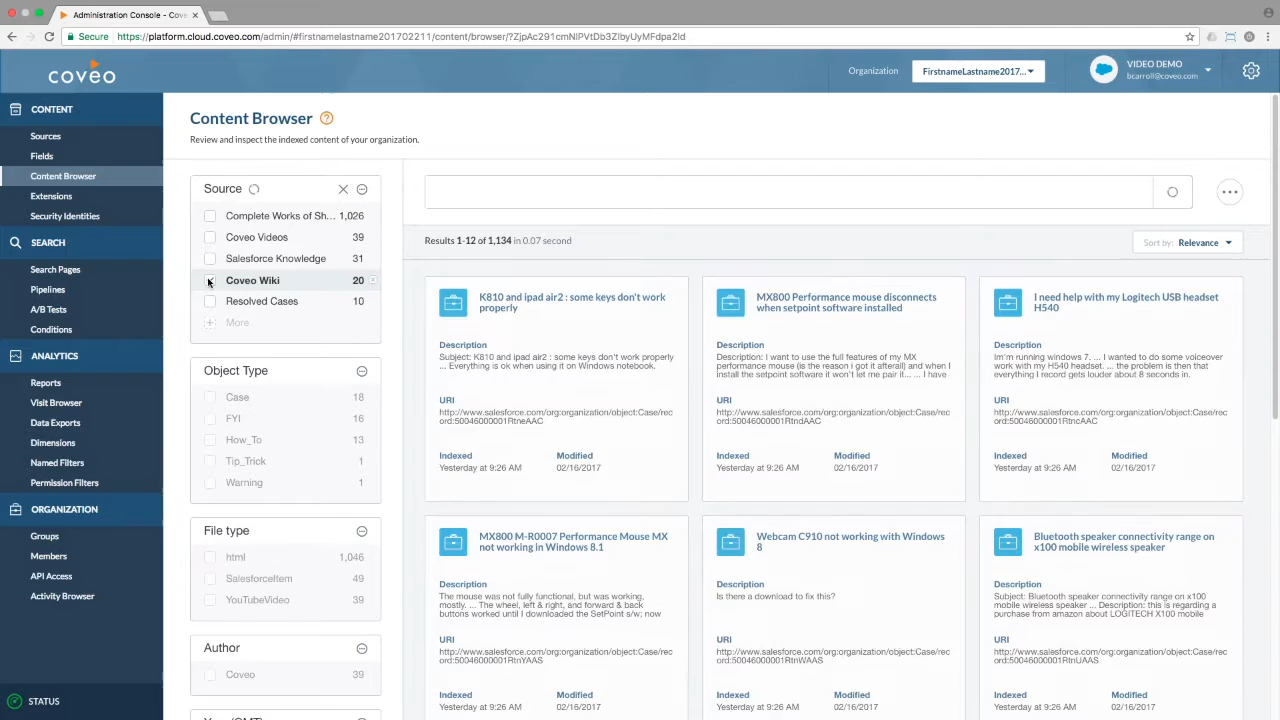 Administration Console - Cove
Secure
https://platform.cloud.coveo.com/admin/#firstnamelastname201702211/content/browser/?ZjpAc291cmNlPVtDb3ZlbyUyMFdpa2ld
coveo
Organization
FirstnameLastname2017...
VIDEO DEMO
bcarroll@coveo.com
CONTENT
Sources
Fields
Content Browser
Extensions
Security Identities
SEARCH
Search Pages
Pipelines
A/B Tests
Conditions
ANALYTICS
Reports
Visit Browser
Data Exports
Dimensions
Named Filters
Permission Filters
ORGANIZATION
Groups
Members
API Access
Activity Browser
STATUS
Content Browser
Review and inspect the indexed content of your organization.
Source
Complete Works of Sh... 1,026
Coveo Videos 39
Salesforce Knowledge 31
Coveo Wiki 20
Resolved Cases 10
More
Object Type
Case 18
FYI 16
How_To 13
Tip_Trick 1
Warning 1
File type
html 1,046
SalesforceItem 49
YouTubeVideo 39
Author
Coveo 39
Results 1-12 of 1,134 in 0.07 second
Sort by: Relevance
K810 and ipad air2 : some keys don't work
properly
Description
Subject: K810 and ipad air2 : some keys don't work properly
... Everything is ok when using it on Windows notebook.
URI
http://www.salesforce.com/org:organization/object:Case/rec
ord:50046000001RtneAAC
Indexed Modified
Yesterday at 9:26 AM 02/16/2017
MX800 Performance mouse disconnects
when setpoint software installed
Description
Description: I want to use the full features of my MX
performance mouse (is the reason i got it afterall) and when I
install the setpoint software it won't let me pair it... ... I have
URI
http://www.salesforce.com/org:organization/object:Case/rec
ord:50046000001RtndAAC
Indexed Modified
Yesterday at 9:26 AM 02/16/2017
I need help with my Logitech USB headset
H540
Description
Im'm running windows 7. ... I wanted to do some voiceover
work with my H540 headset. ... the problem is then that
everything I record gets louder about 8 seconds in.
URI
http://www.salesforce.com/org:organization/object:Case/rec
ord:50046000001RtncAAC
Indexed Modified
Yesterday at 9:26 AM 02/16/2017
MX800 M-R0007 Performance Mouse MX
not working in Windows 8.1
Description
The mouse was not fully functional, but was working,
mostly. ... The wheel, left & right, and forward & back
buttons worked until I downloaded the SetPoint s/w; now
URI
http://www.salesforce.com/org:organization/object:Case/rec
ord:50046000001RtnYAAS
Indexed Modified
Yesterday at 9:26 AM 02/16/2017
Webcam C910 not working with Windows
8
Description
Is there a download to fix this?
URI
http://www.salesforce.com/org:organization/object:Case/rec
ord:50046000001RtnWAAS
Indexed Modified
Yesterday at 9:26 AM 02/16/2017
Bluetooth speaker connectivity range on
x100 mobile wireless speaker
Description
Subject: Bluetooth speaker connectivity range on x100
mobile wireless speaker ... Description: this is regarding a
purchase from amazon about LOGITECH X100 mobile
URI
http://www.salesforce.com/org:organization/object:Case/rec
ord:50046000001RtnUAAS
Indexed Modified
Yesterday at 9:26 AM 02/16/2017